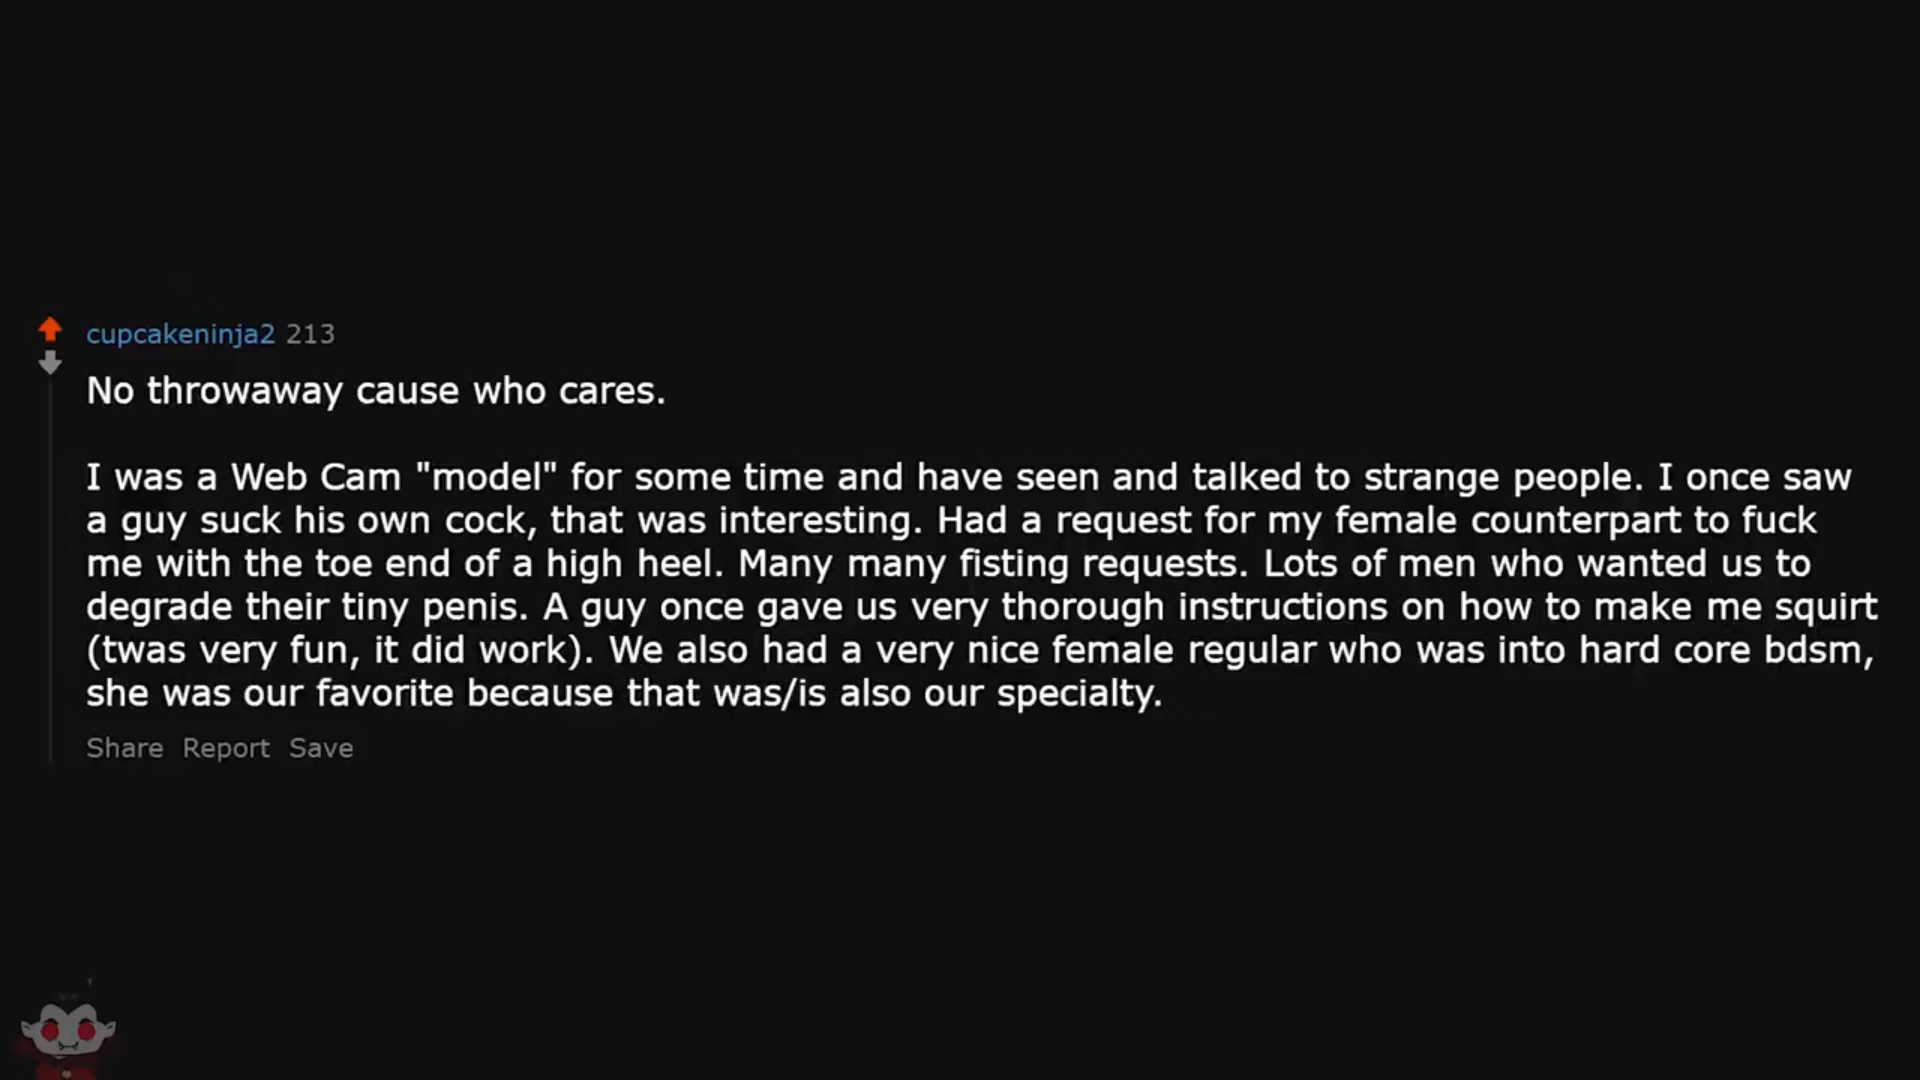 cupcakeninja2 213
No throwaway cause who cares.
I was a Web Cam "model" for some time and have seen and talked to strange people. I once saw
a guy suck his own cock, that was interesting. Had a request for my female counterpart to fuck
me with the toe end of a high heel. Many many fisting requests. Lots of men who wanted us to
degrade their tiny penis. A guy once gave us very thorough instructions on how to make me squirt
(twas very fun, it did work). We also had a very nice female regular who was into hard core bdsm,
she was our favorite because that was/is also our specialty.
Share Report Save